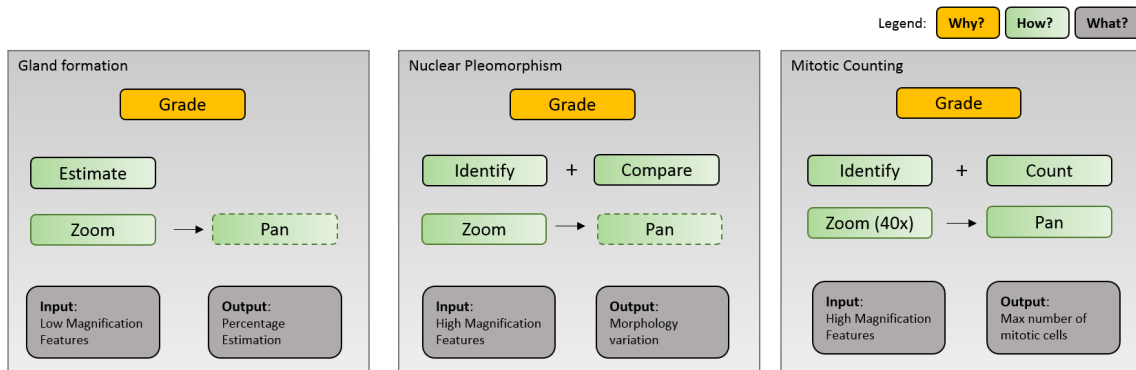 Legend: Why? How? What?
Gland formation
Grade
Estimate
Zoom Pan
Input:
Low Magnification
Features
Output:
Percentage
Estimation
Nuclear Pleomorphism
Grade
Identify + Compare
Zoom Pan
Input:
High Magnification
Features
Output:
Morphology
variation
Mitotic Counting
Grade
Identify + Count
Zoom (40x) Pan
Input:
High Magnification
Features
Output:
Max number of
mitotic cells